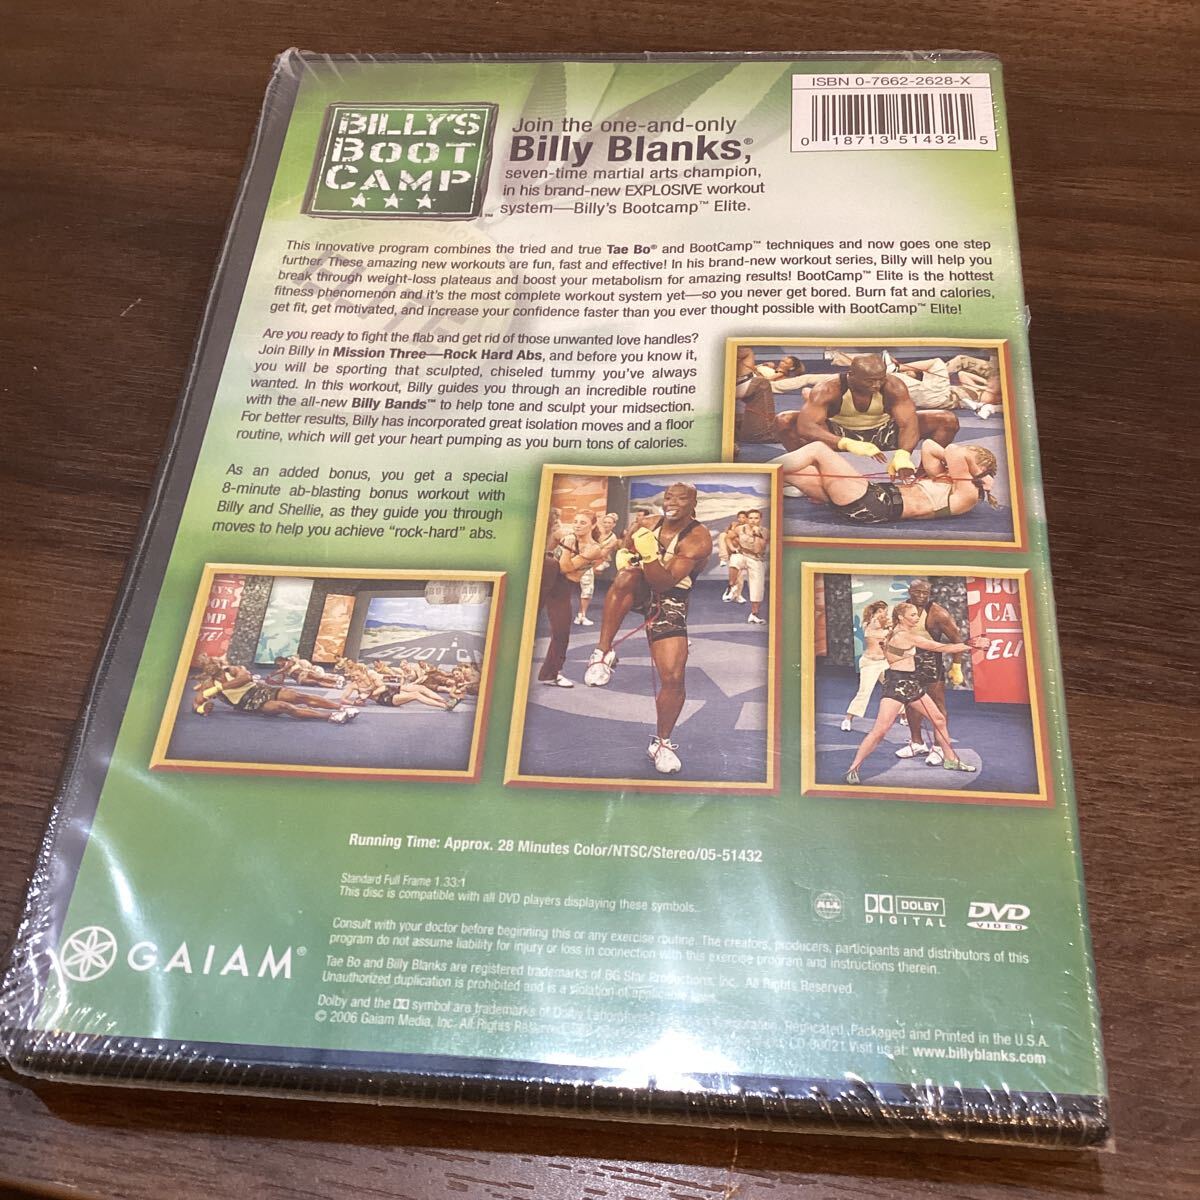 ISBN 0-7662-2628-X
0 18713 51432 5
BILLY'S
BOOT
CAMP
™
Join the one-and-only
Billy Blanks®,
seven-time martial arts champion,
in his brand-new EXPLOSIVE workout
system—Billy's Bootcamp™ Elite.
This innovative program combines the tried and true Tae Bo® and BootCamp™ techniques and now goes one step
further. These amazing new workouts are fun, fast and effective! In his brand-new workout series, Billy will help you
break through weight-loss plateaus and boost your metabolism for amazing results! BootCamp™ Elite is the hottest
fitness phenomenon and it's the most complete workout system yet—so you never get bored. Burn fat and calories,
get fit, get motivated, and increase your confidence faster than you ever thought possible with BootCamp™ Elite!
Are you ready to fight the flab and get rid of those unwanted love handles?
Join Billy in Mission Three—Rock Hard Abs, and before you know it,
you will be sporting that sculpted, chiseled tummy you've always
wanted. In this workout, Billy guides you through an incredible routine
with the all-new Billy Bands™ to help tone and sculpt your midsection.
For better results, Billy has incorporated great isolation moves and a floor
routine, which will get your heart pumping as you burn tons of calories.
As an added bonus, you get a special
8-minute ab-blasting bonus workout with
Billy and Shellie, as they guide you through
moves to help you achieve "rock-hard" abs.
BOOT C
BO
CA
ELI
Running Time: Approx. 28 Minutes Color/NTSC/Stereo/05-51432
Standard Full Frame 1.33:1
This disc is compatible with all DVD players displaying these symbols.
ALL
DOLBY
DIGITAL
DVD
VIDEO
GAIAM®
Consult with your doctor before beginning this or any exercise routine. The creators, producers, participants and distributors of this
program do not assume liability for injury or loss in connection with this exercise program and instructions therein.
Tae Bo and Billy Blanks are registered trademarks of BG Star Productions, Inc. All Rights Reserved.
Unauthorized duplication is prohibited and is a violation of applicable laws.
Dolby and the symbol are trademarks of Dolby
© 2006 Gaiam Media, Inc. All Rights Packaged and Printed in the U.S.A.
Visit us at: www.billyblanks.com